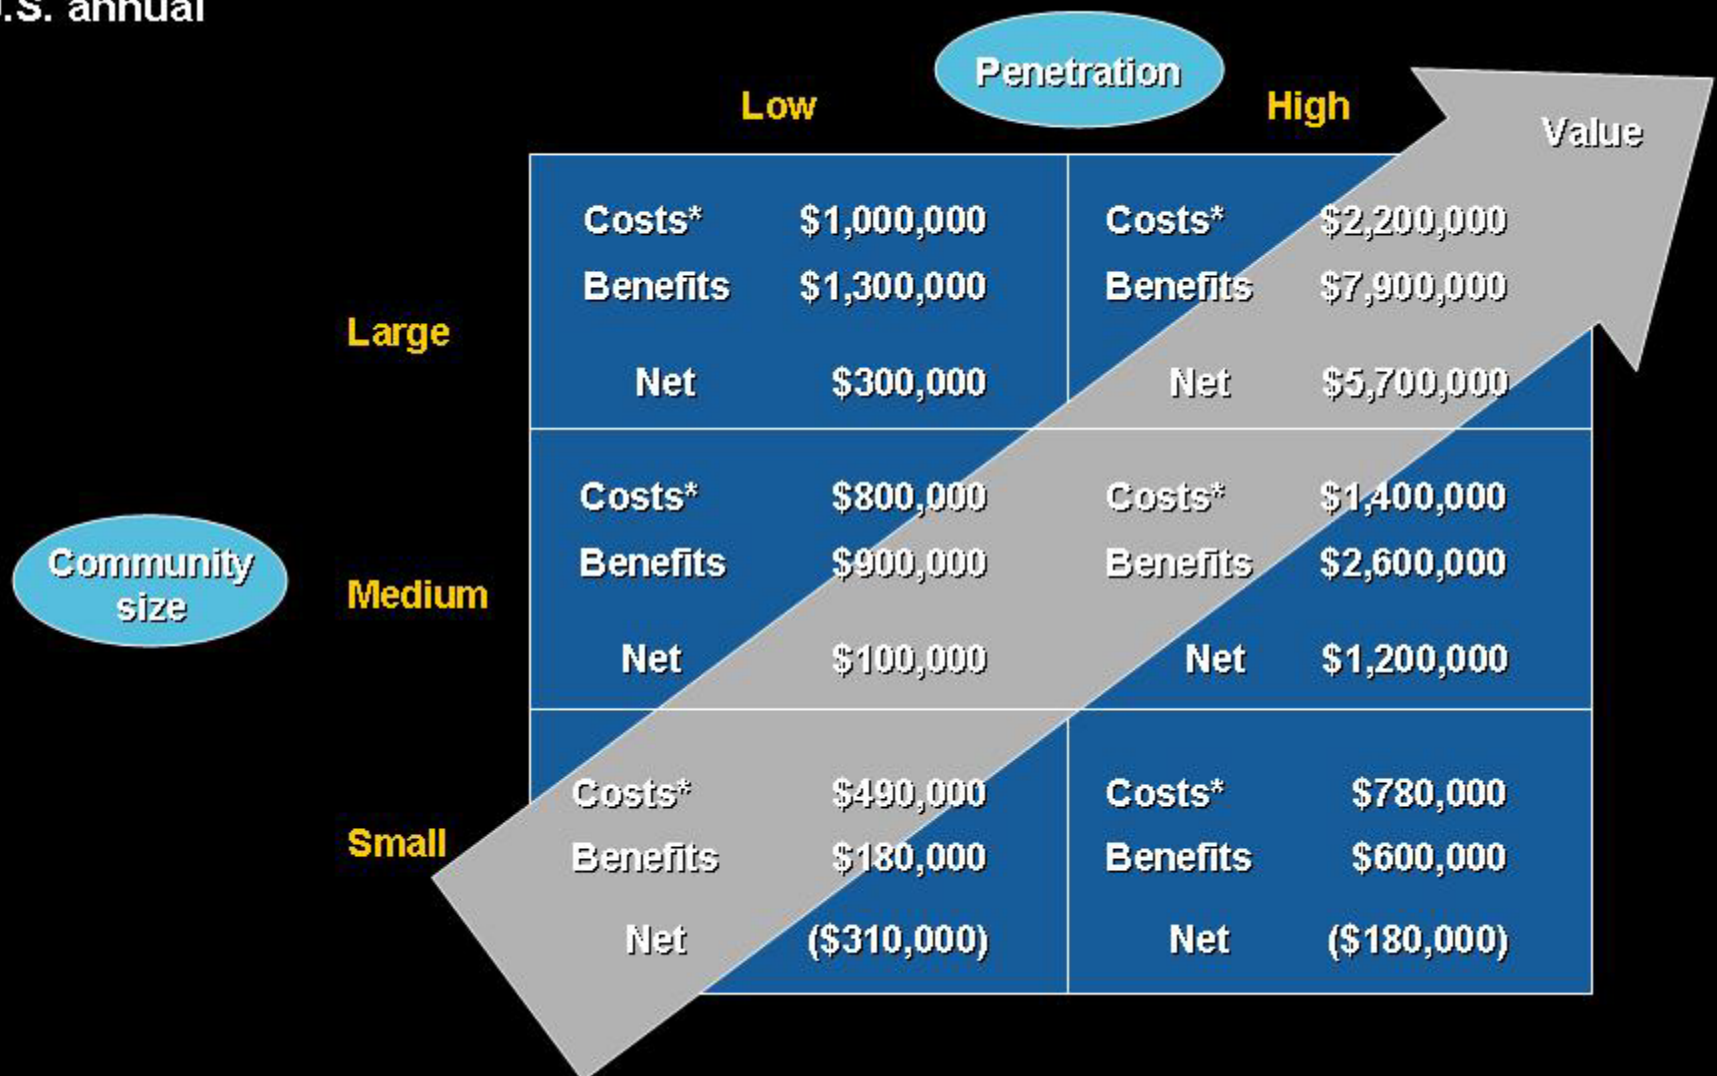 U.S. annual
Penetration
Low High
Value
Costs* $1,000,000 Costs* $2,200,000
Benefits $1,300,000 Benefits $7,900,000
Large
Net $300,000 Net $5,700,000
Costs* $800,000 Costs* $1,400,000
Benefits $900,000 Benefits $2,600,000
Community
size
Medium
Net $100,000 Net $1,200,000
Costs* $490,000 Costs* $780,000
Small
Benefits $180,000 Benefits $600,000
Net ($310,000) Net ($180,000)